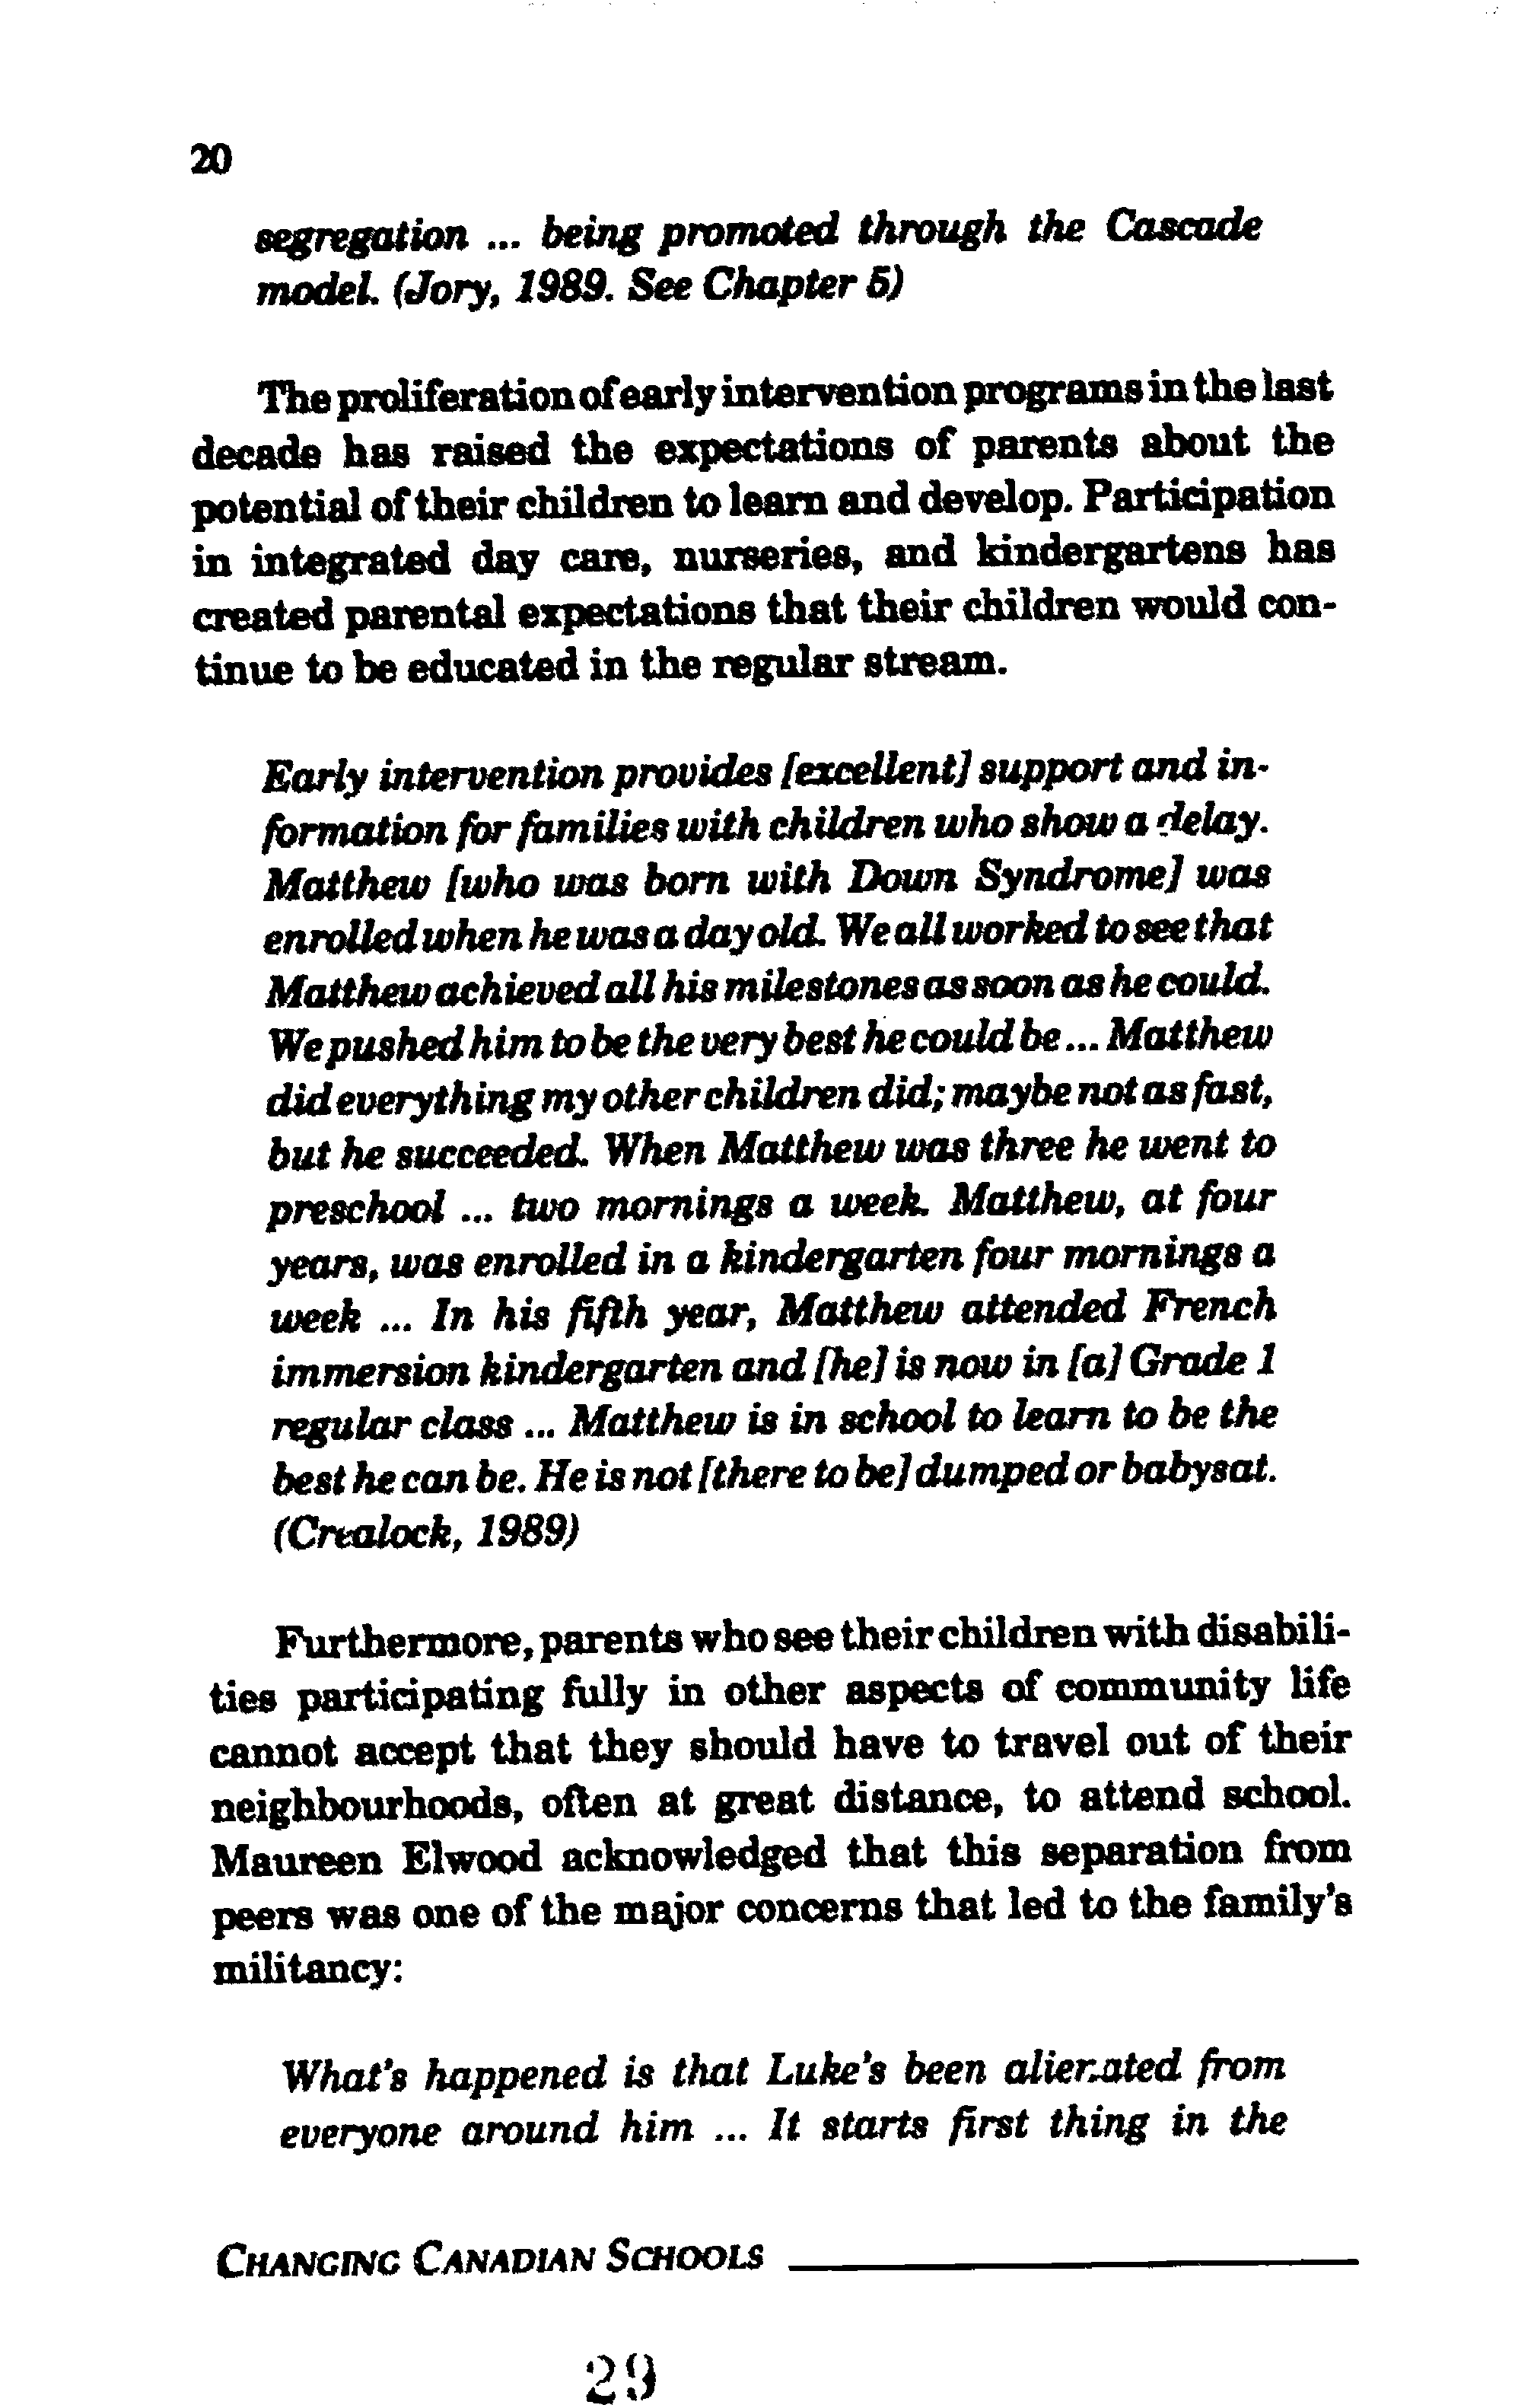 20
segregation ... being promoted through the Cascade
model. (Jory, 1989. See Chapter 5)
The proliferation of early intervention programs in the last
decade has raised the expectations of parents about the
potential of their children to learn and develop. Participation
in integrated day care, nurseries, and kindergartens has
created parental expectations that their children would con-
tinue to be educated in the regular stream.
Early intervention provides [excellent] support and in-
formation for families with children who show a delay.
Matthew [who was born with Down Syndrome] was
enrolled when he was a day old. We all worked to see that
Matthew achieved all his milestones as soon as he could.
We pushed him to be the very best he could be ... Matthew
did everything my other children did; maybe not as fast,
but he succeeded. When Matthew was three he went to
preschool ... two mornings a week. Matthew, at four
years, was enrolled in a kindergarten four mornings a
week ... In his fifth year, Matthew attended French
immersion kindergarten and [he] is now in [a] Grade 1
regular class ... Matthew is in school to learn to be the
best he can be. He is not [there to be] dumped or babysat.
(Crealock, 1989)
Furthermore, parents who see their children with disabili-
ties participating fully in other aspects of community life
cannot accept that they should have to travel out of their
neighbourhoods, often at great distance, to attend school.
Maureen Elwood acknowledged that this separation from
peers was one of the major concerns that led to the family's
militancy:
What's happened is that Luke's been alienated from
everyone around him ... It starts first thing in the
CHANGING CANADIAN SCHOOLS
29